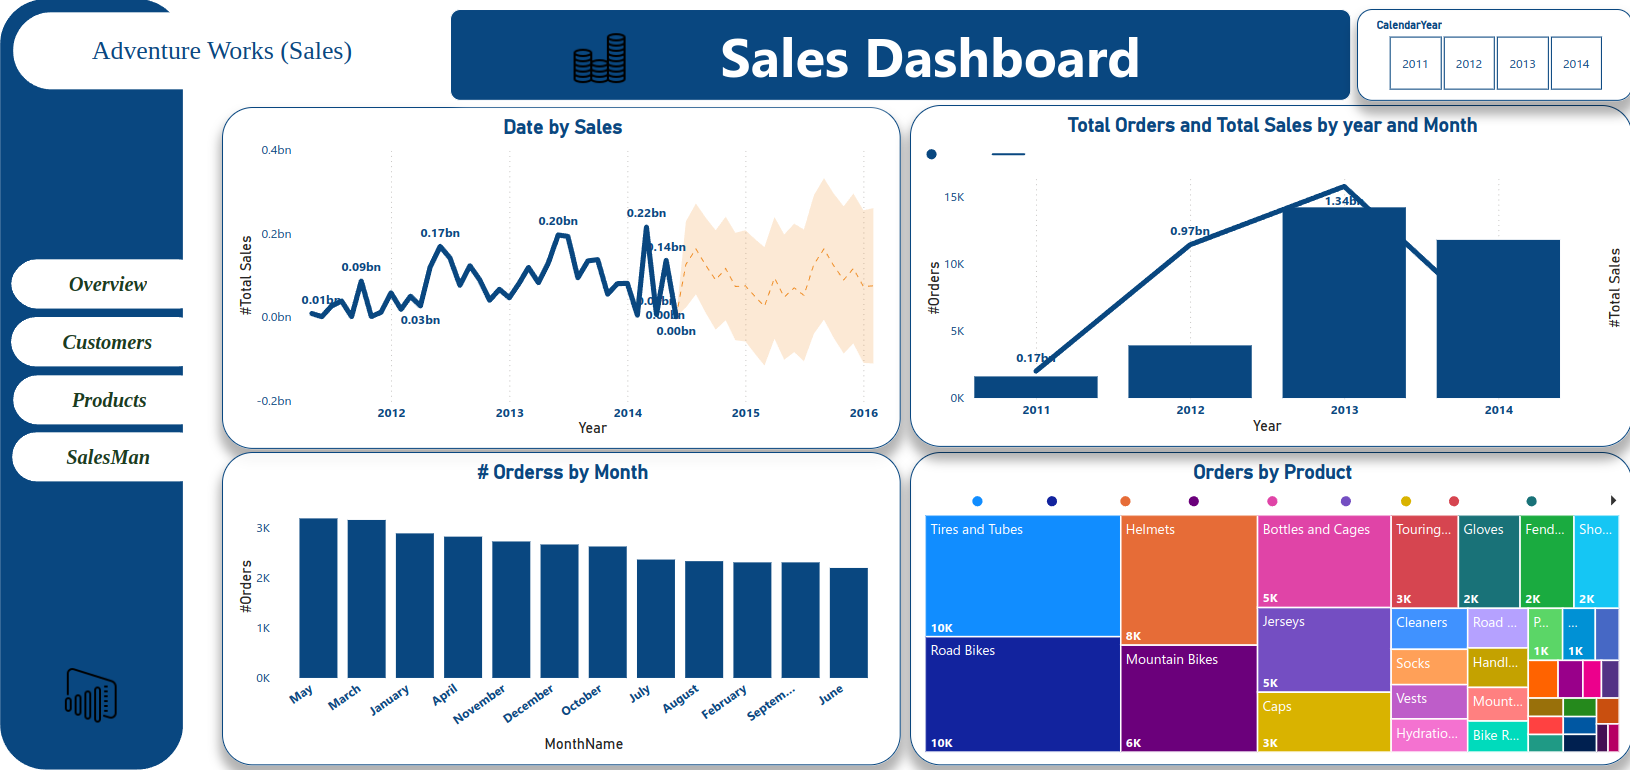 Adventure Works (Sales)
Sales Dashboard
CalendarYear
2011 2012 2013 2014
Overview
Customers
Products
SalesMan
Date by Sales
#Total Sales
0.4bn
0.2bn
0.0bn
-0.2bn
0.01bn
0.09bn
0.03bn
0.17bn
0.20bn
0.22bn
0.14bn
0.00bn
0.00bn
2012 2013 2014 2015 2016
Year
Total Orders and Total Sales by year and Month
#Orders
15K
10K
5K
0K
0.17bn
0.97bn
1.34bn
#Total Sales
2011 2012 2013 2014
Year
# Orderss by Month
#Orders
3K
2K
1K
0K
May March January April November December October July August February Septem... June
MonthName
Orders by Product
Tires and Tubes
10K
Road Bikes
10K
Helmets
8K
Mountain Bikes
6K
Bottles and Cages
5K
Jerseys
5K
Caps
3K
Touring...
3K
Gloves
2K
Fend...
2K
Sho...
2K
Cleaners
Socks
Vests
Hydratio...
Road ...
Handl...
Mount...
Bike R...
P...
1K
...
1K